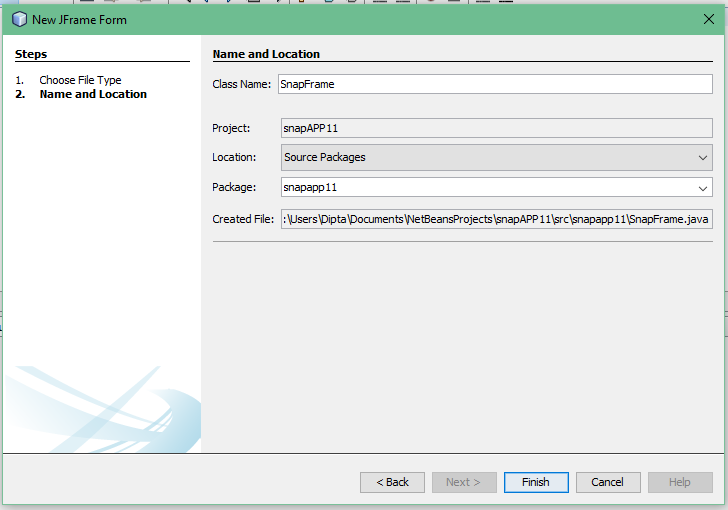 New JFrame Form
Steps
1. Choose File Type
2. Name and Location
Name and Location
Class Name: SnapFrame
Project: snapAPP11
Location: Source Packages
Package: snapapp11
Created File: :\Users\Dipta\Documents\NetBeansProjects\snapAPP11\src\snapapp11\SnapFrame.java
< Back Next > Finish Cancel Help